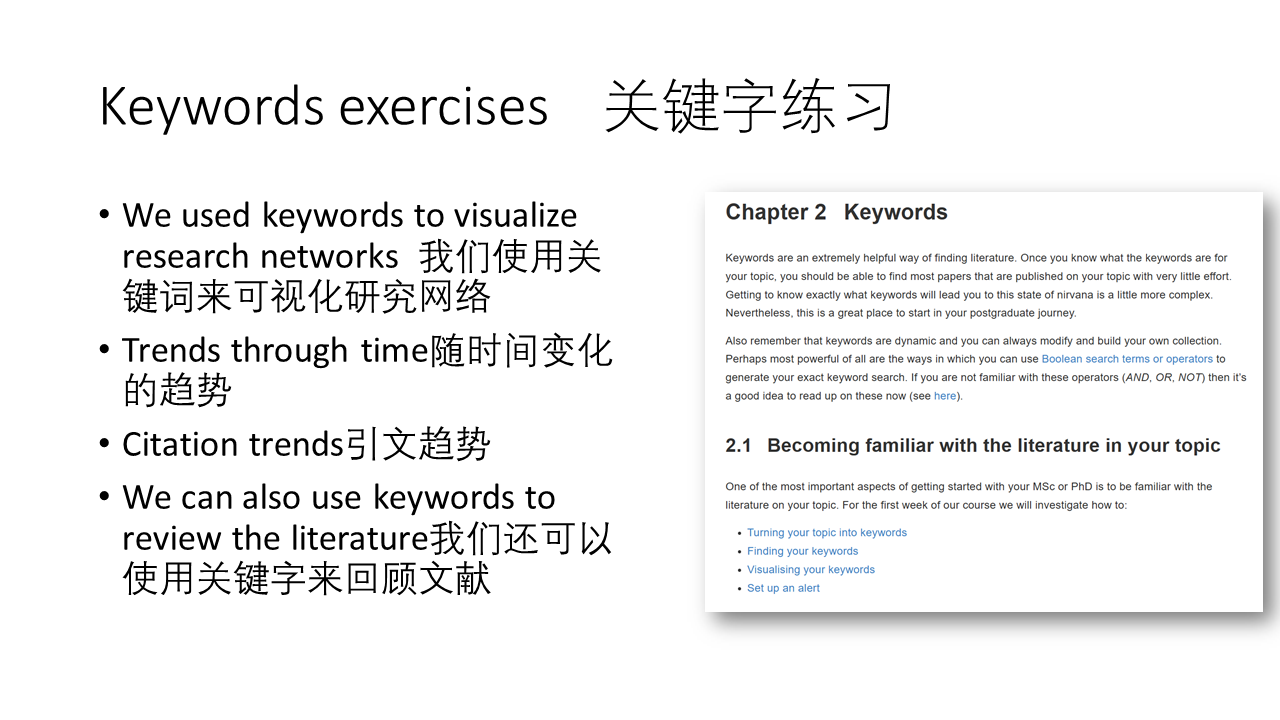 Keywords exercises 关键字练习
• We used keywords to visualize
research networks 我们使用关
键词来可视化研究网络
• Trends through time随时间变化
的趋势
• Citation trends引文趋势
• We can also use keywords to
review the literature我们还可以
使用关键字来回顾文献
Chapter 2 Keywords
Keywords are an extremely helpful way of finding literature. Once you know what the keywords are for
your topic, you should be able to find most papers that are published on your topic with very little effort.
Getting to know exactly what keywords will lead you to this state of nirvana is a little more complex.
Nevertheless, this is a great place to start in your postgraduate journey.
Also remember that keywords are dynamic and you can always modify and build your own collection.
Perhaps most powerful of all are the ways in which you can use Boolean search terms or operators to
generate your exact keyword search. If you are not familiar with these operators (AND, OR, NOT) then it's
a good idea to read up on these now (see here).
2.1 Becoming familiar with the literature in your topic
One of the most important aspects of getting started with your MSc or PhD is to be familiar with the
literature on your topic. For the first week of our course we will investigate how to:
• Turning your topic into keywords
• Finding your keywords
• Visualising your keywords
• Set up an alert